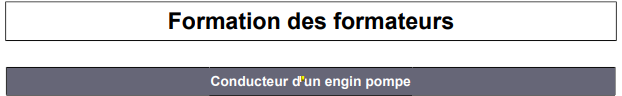 Formation des formateurs
Conducteur d'un engin pompe